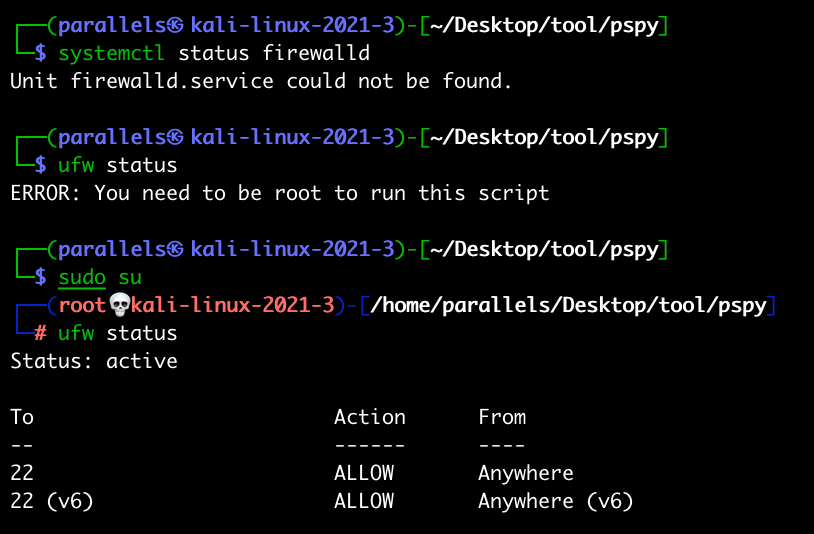 ┌──(parallels㉿kali-linux-2021-3)-[~/Desktop/tool/pspy]
└─$ systemctl status firewalld
Unit firewalld.service could not be found.
┌──(parallels㉿kali-linux-2021-3)-[~/Desktop/tool/pspy]
└─$ ufw status
ERROR: You need to be root to run this script
┌──(parallels㉿kali-linux-2021-3)-[~/Desktop/tool/pspy]
└─$ sudo su
┌──(root💀kali-linux-2021-3)-[/home/parallels/Desktop/tool/pspy]
└─# ufw status
Status: active
To                         Action      From
--                         ------      ----
22                         ALLOW       Anywhere
22 (v6)                    ALLOW       Anywhere (v6)